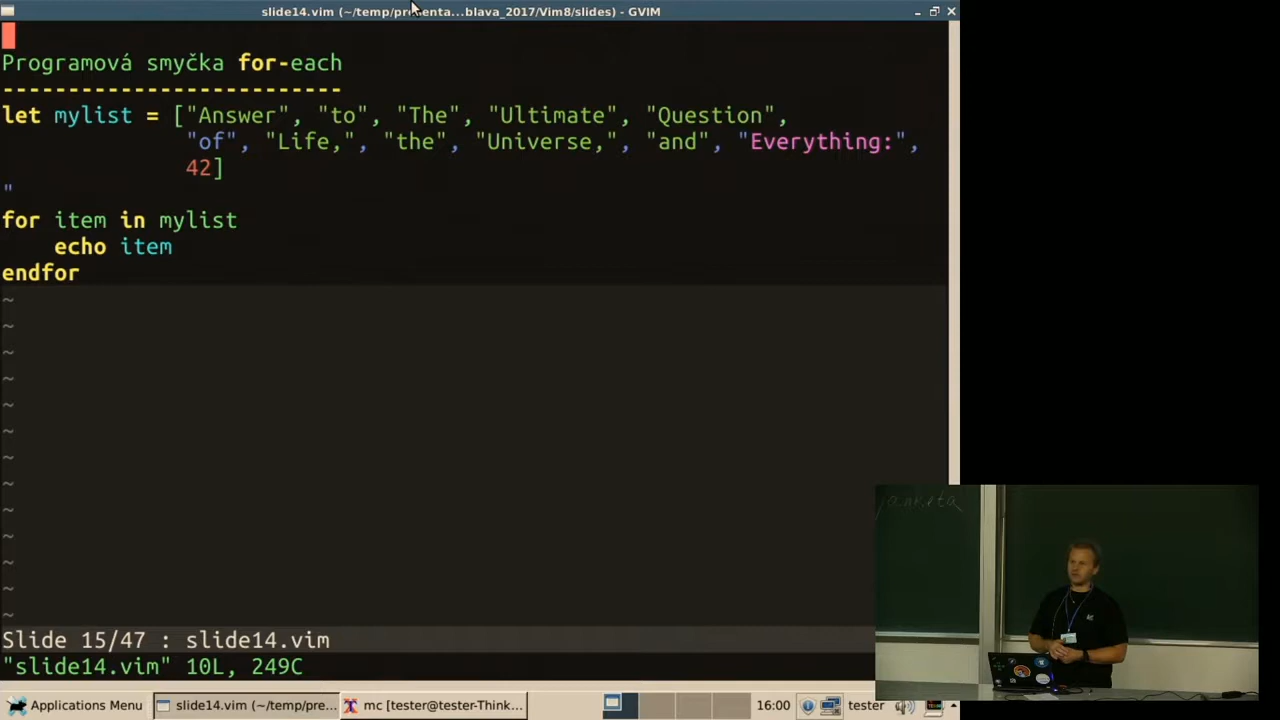 slide14.vim (~/temp/presenta...blava_2017/Vim8/slides) - GVIM
Programová smyčka for-each
--------------------------
let mylist = ["Answer", "to", "The", "Ultimate", "Question",
"of", "Life,", "the", "Universe,", "and", "Everything:",
42]
"
for item in mylist
echo item
endfor
~
~
~
~
~
~
~
~
~
~
~
~
~
Slide 15/47 : slide14.vim
"slide14.vim" 10L, 249C
anketa
Applications Menu
slide14.vim (~/temp/pre...
mc [tester@tester-Think...
16:00
tester